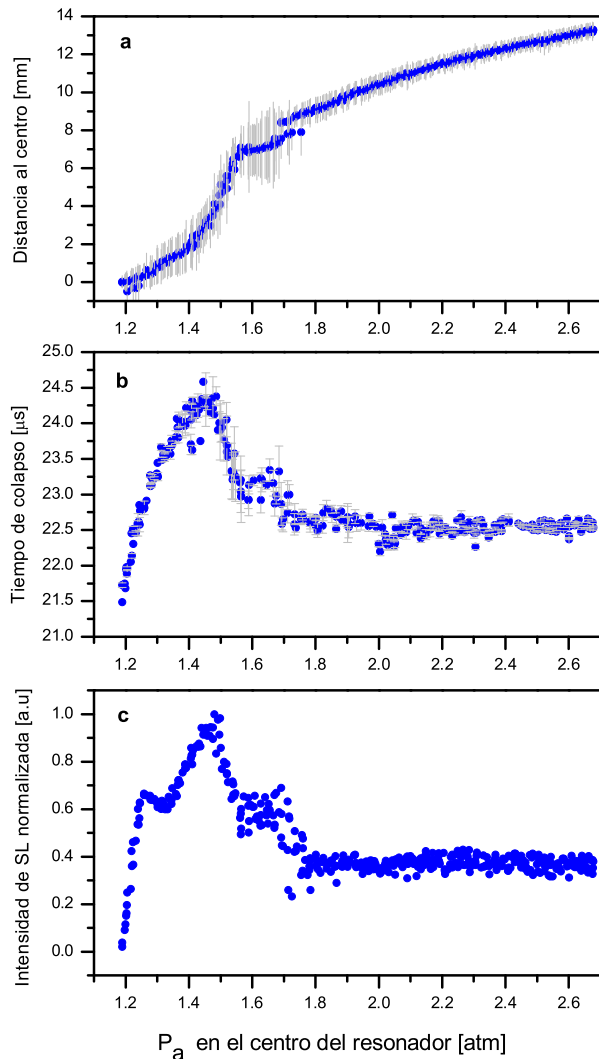 a
Distancia al centro [mm]
14
12
10
8
6
4
2
0
1.2 1.4 1.6 1.8 2.0 2.2 2.4 2.6
b
Tiempo de colapso [μs]
25.0
24.5
24.0
23.5
23.0
22.5
22.0
21.5
21.0
1.2 1.4 1.6 1.8 2.0 2.2 2.4 2.6
c
Intensidad de SL normalizada [a.u]
1.0
0.8
0.6
0.4
0.2
0.0
1.2 1.4 1.6 1.8 2.0 2.2 2.4 2.6
Pa en el centro del resonador [atm]